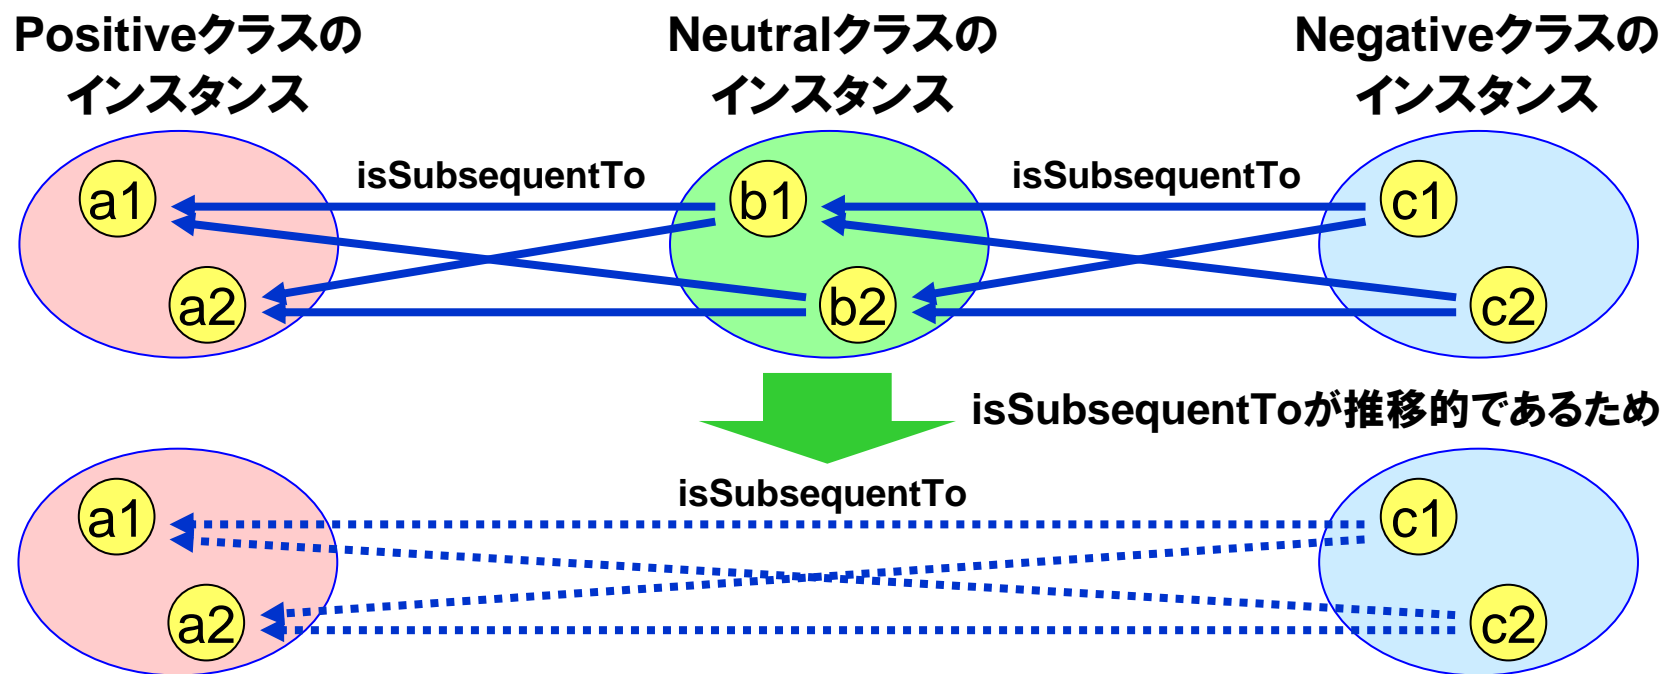 Positiveクラスの
インスタンス
Neutralクラスの
インスタンス
Negativeクラスの
インスタンス
isSubsequentTo
isSubsequentTo
a1
b1
c1
a2
b2
c2
isSubsequentToが推移的であるため
isSubsequentTo
a1
c1
a2
c2